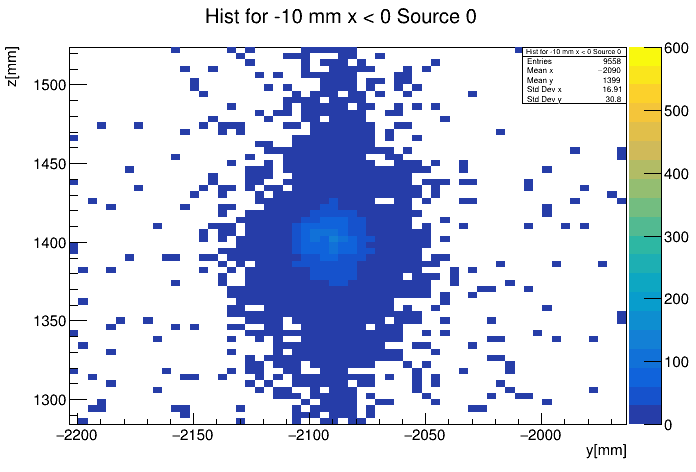 Hist for -10 mm x < 0 Source 0
z[mm]
Hist for -10 mm x < 0 Source 0
Entries 9558
Mean x −2090
Mean y 1399
Std Dev x 16.91
Std Dev y 30.8
1500
1450
1400
1350
1300
600
500
400
300
200
100
0
−2200 −2150 −2100 −2050 −2000
y[mm]